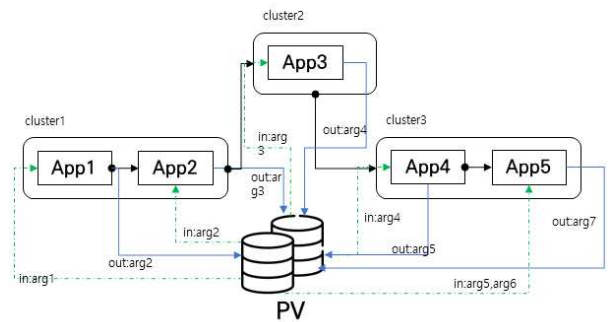 cluster2
App3
cluster1
in:arg
3
out:arg4
cluster3
App1
App2
App4
App5
out:ar
g3
in:arg2
in:arg4
out:arg7
out:arg2
out:arg5
in:arg1
in:arg5,arg6
PV